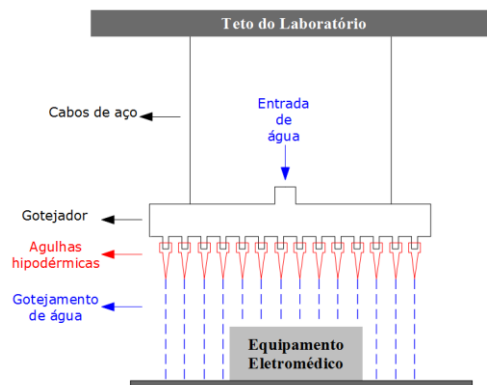 Teto do Laboratório
Entrada
de
água
Cabos de aço
Gotejador
Agulhas
hipodérmicas
Gotejamento
de água
Equipamento
Eletromédico